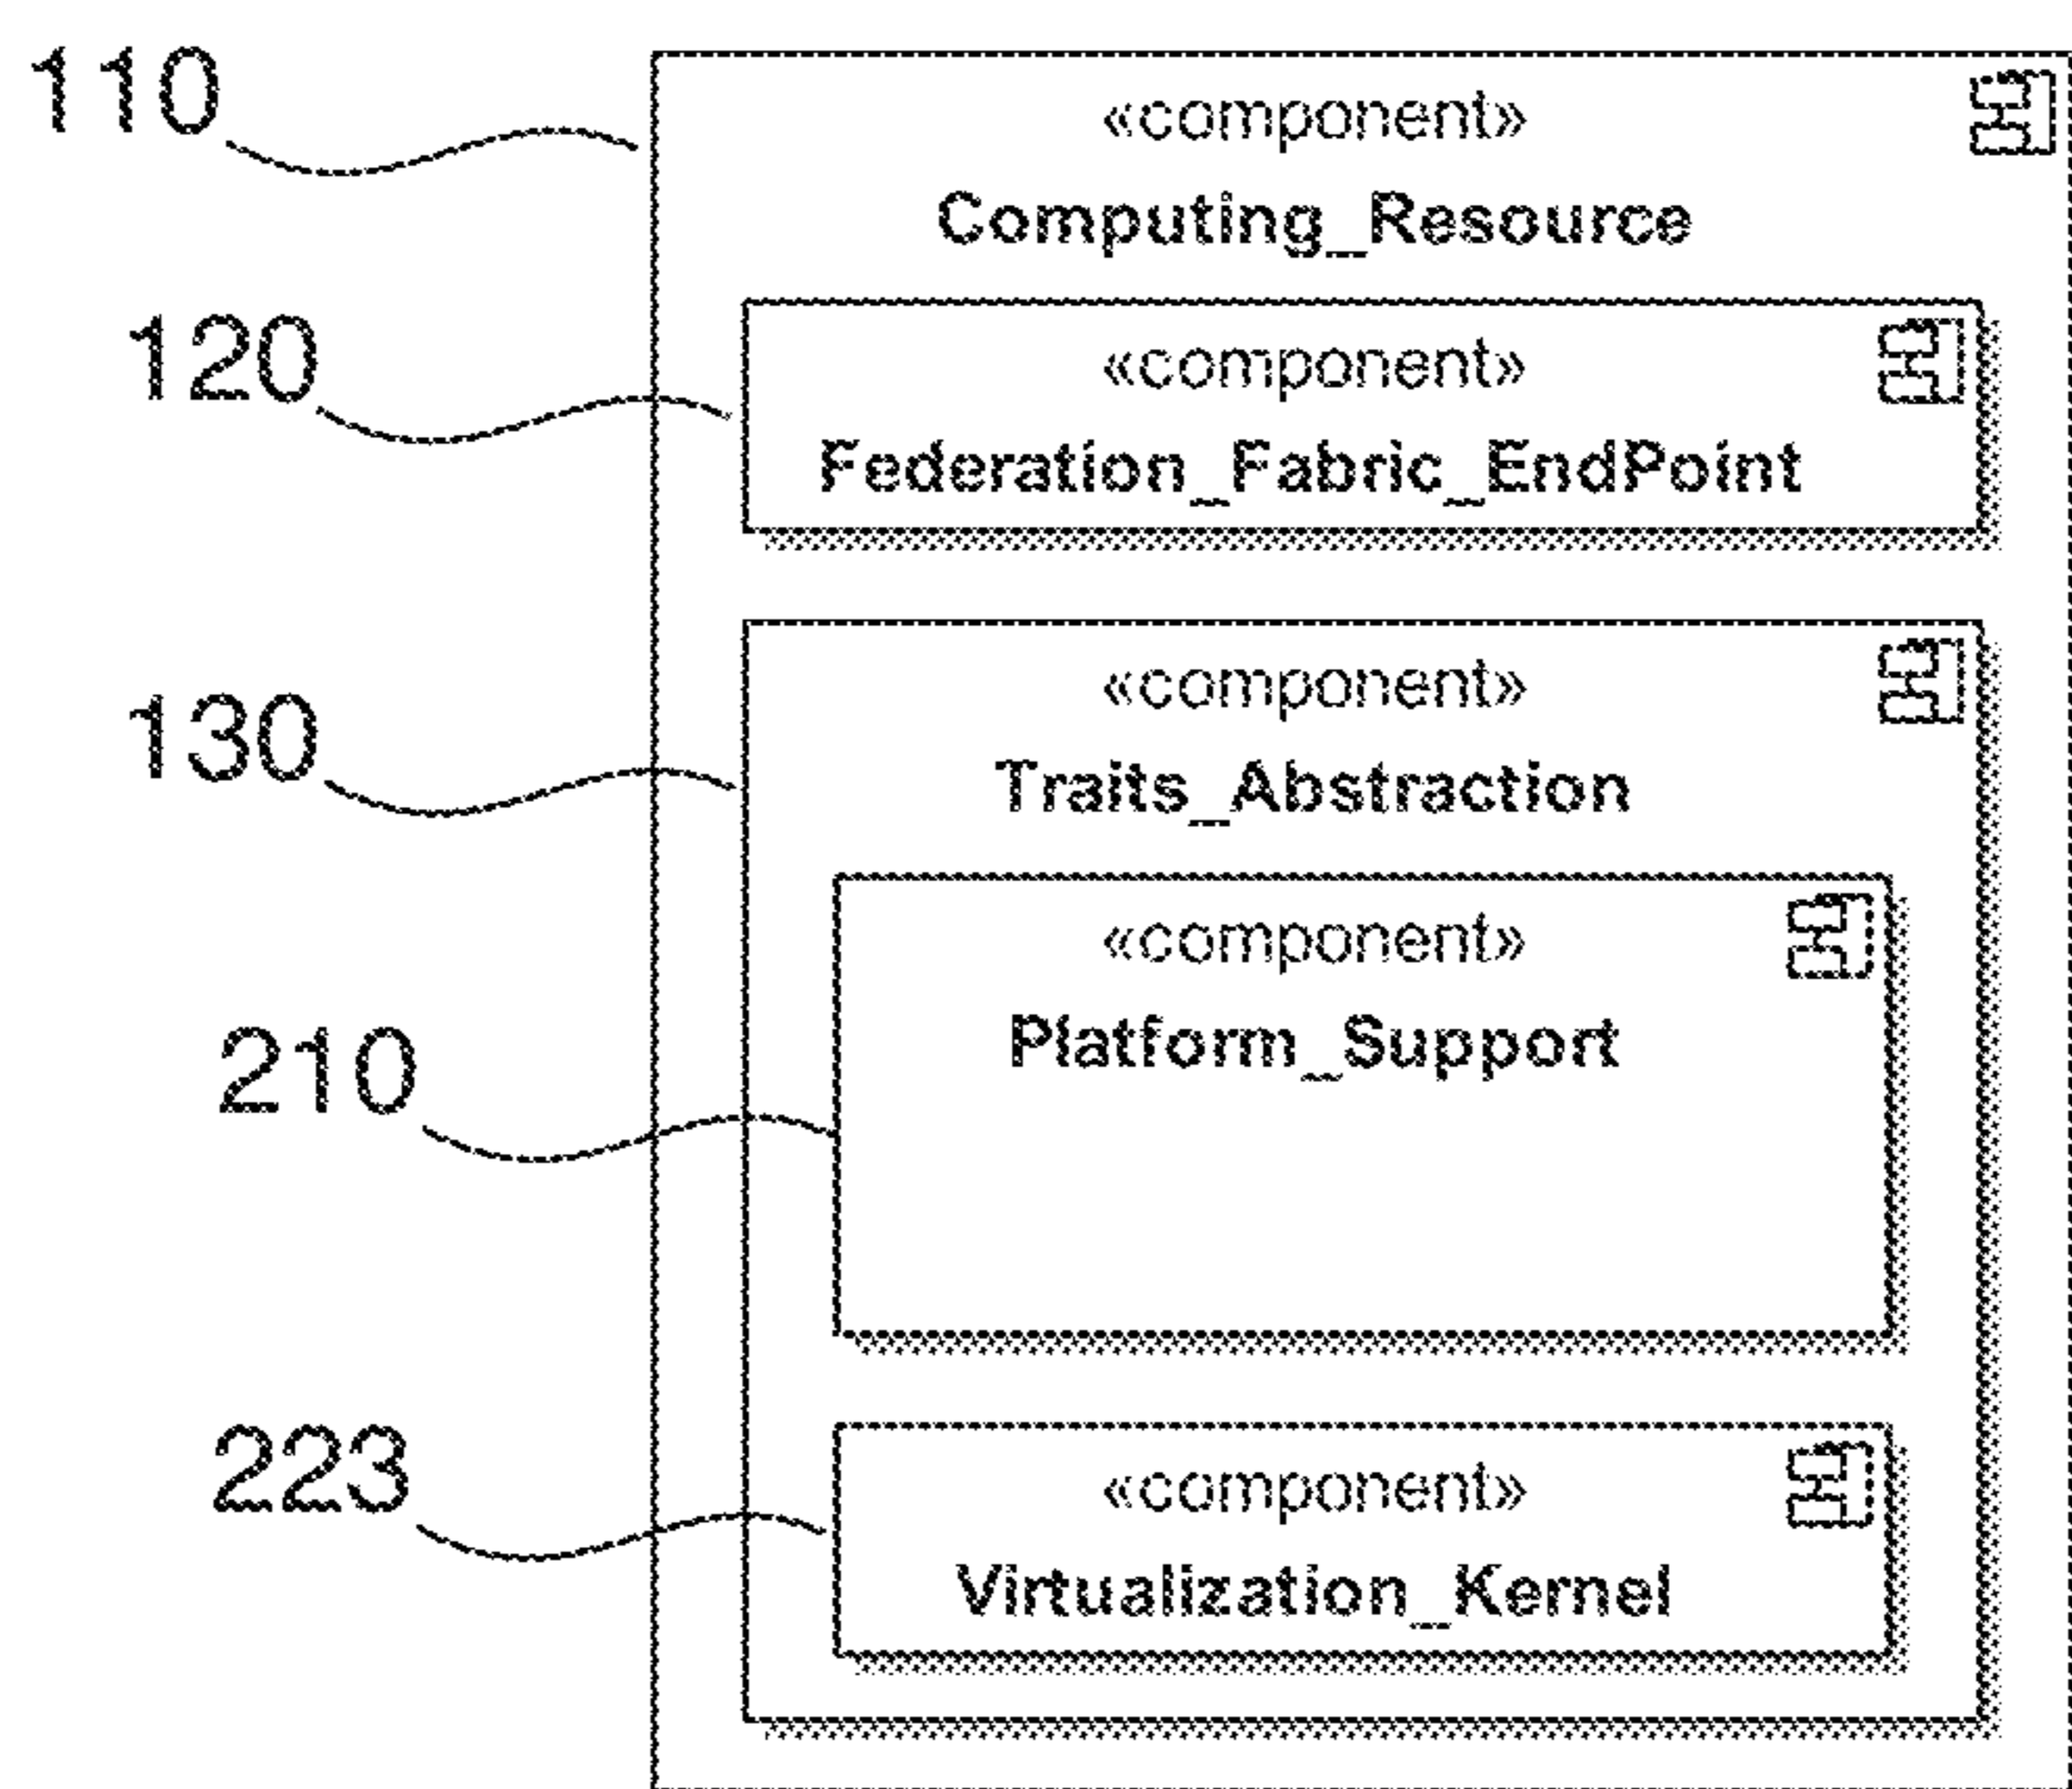 110
«component»
Computing_Resource
120
«component»
Federation_Fabric_EndPoint
130
«component»
Traits_Abstraction
210
«component»
Platform_Support
223
«component»
Virtualization_Kernel